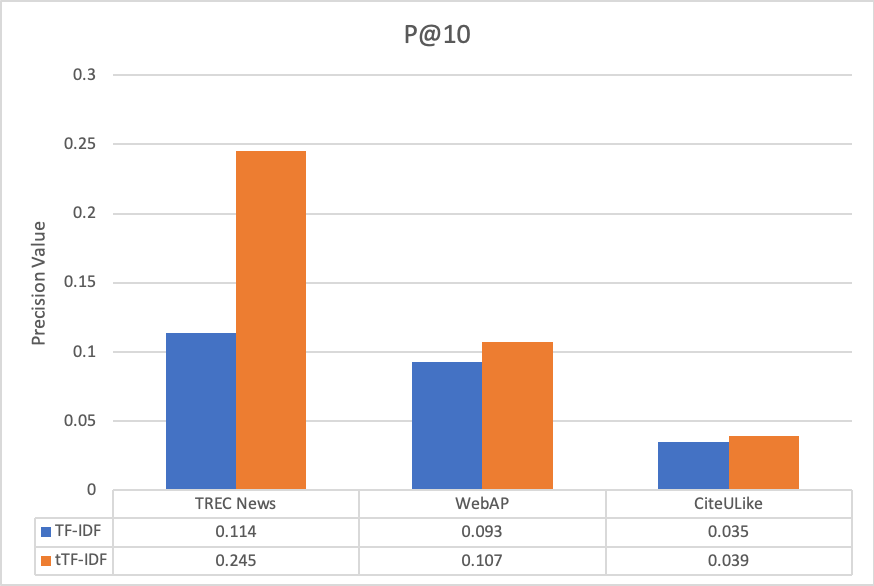 P@10
0.3
0.25
0.2
0.15
0.1
0.05
0
Precision Value
TREC News WebAP CiteULike
TF-IDF 0.114 0.093 0.035
tTF-IDF 0.245 0.107 0.039